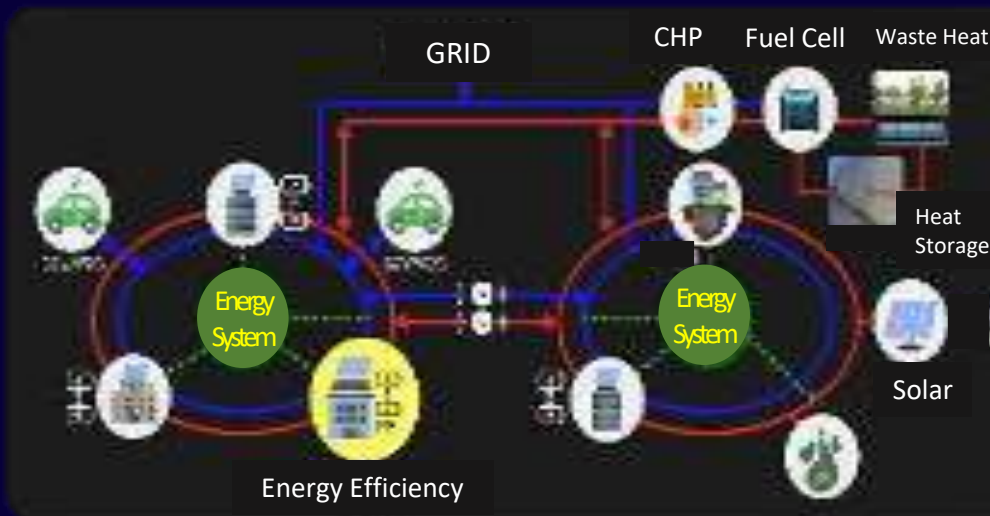 GRID
CHP
Fuel Cell
Waste Heat
Heat
Storage
Energy
System
Energy
System
Solar
Energy Efficiency